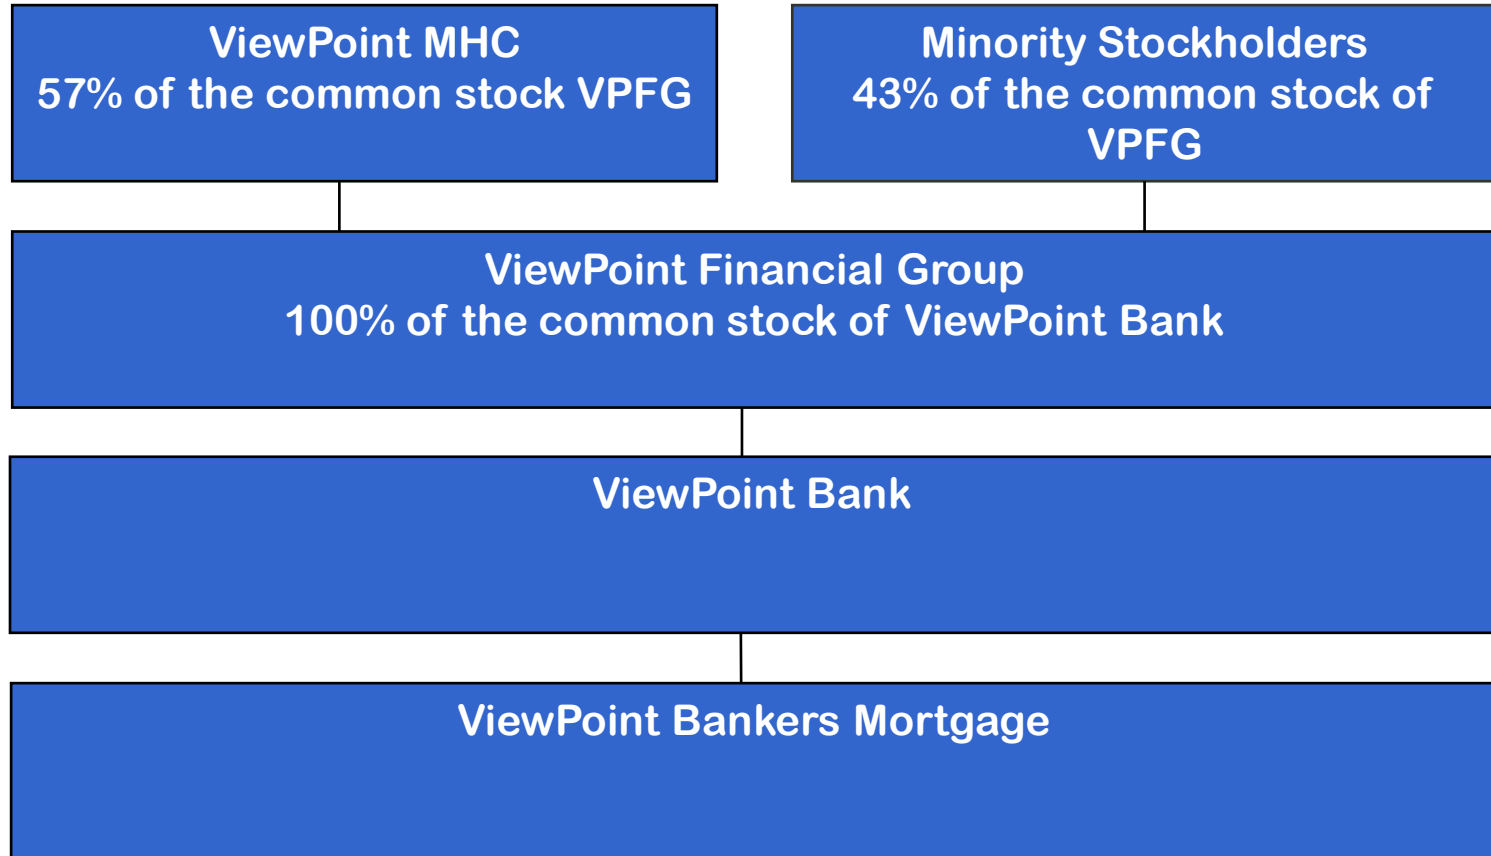 ViewPoint MHC
57% of the common stock VPFG
Minority Stockholders
43% of the common stock of
VPFG
ViewPoint Financial Group
100% of the common stock of ViewPoint Bank
ViewPoint Bank
ViewPoint Bankers Mortgage